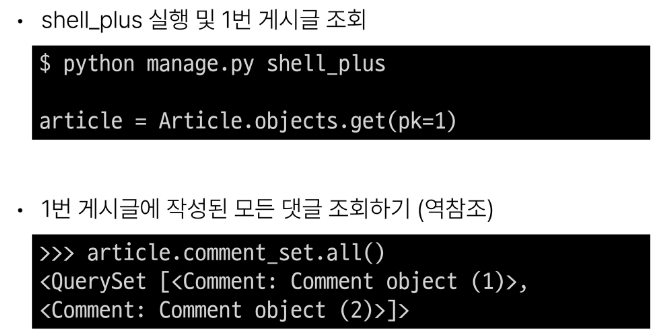 • shell_plus 실행 및 1번 게시글 조회
$ python manage.py shell_plus
article = Article.objects.get(pk=1)
• 1번 게시글에 작성된 모든 댓글 조회하기 (역참조)
>>> article.comment_set.all()
<QuerySet [<Comment: Comment object (1)>,
<Comment: Comment object (2)>]>